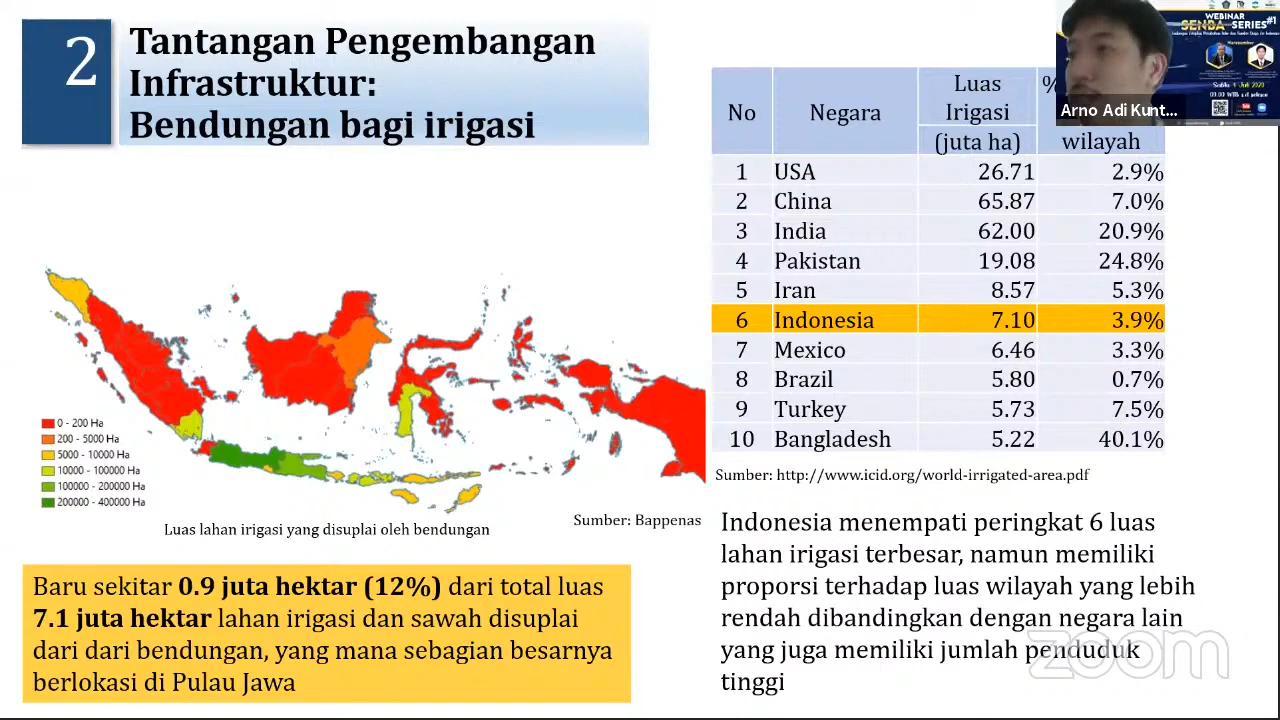 2
Tantangan Pengembangan
Infrastruktur:
Bendungan bagi irigasi
0 - 200 Ha
200 - 5000 Ha
5000 - 10000 Ha
10000 - 100000 Ha
100000 - 200000 Ha
200000 - 400000 Ha
Luas lahan irigasi yang disuplai oleh bendungan
Sumber: Bappenas
Baru sekitar 0.9 juta hektar (12%) dari total luas
7.1 juta hektar lahan irigasi dan sawah disuplai
dari dari bendungan, yang mana sebagian besarnya
berlokasi di Pulau Jawa
No Negara Luas Irigasi (juta ha) % wilayah
1 USA 26.71 2.9%
2 China 65.87 7.0%
3 India 62.00 20.9%
4 Pakistan 19.08 24.8%
5 Iran 8.57 5.3%
6 Indonesia 7.10 3.9%
7 Mexico 6.46 3.3%
8 Brazil 5.80 0.7%
9 Turkey 5.73 7.5%
10 Bangladesh 5.22 40.1%
Sumber: http://www.icid.org/world-irrigated-area.pdf
Indonesia menempati peringkat 6 luas
lahan irigasi terbesar, namun memiliki
proporsi terhadap luas wilayah yang lebih
rendah dibandingkan dengan negara lain
yang juga memiliki jumlah penduduk
tinggi
WEBINAR
SENBA SERIES #1
Arno Adi Kunt...
zoom